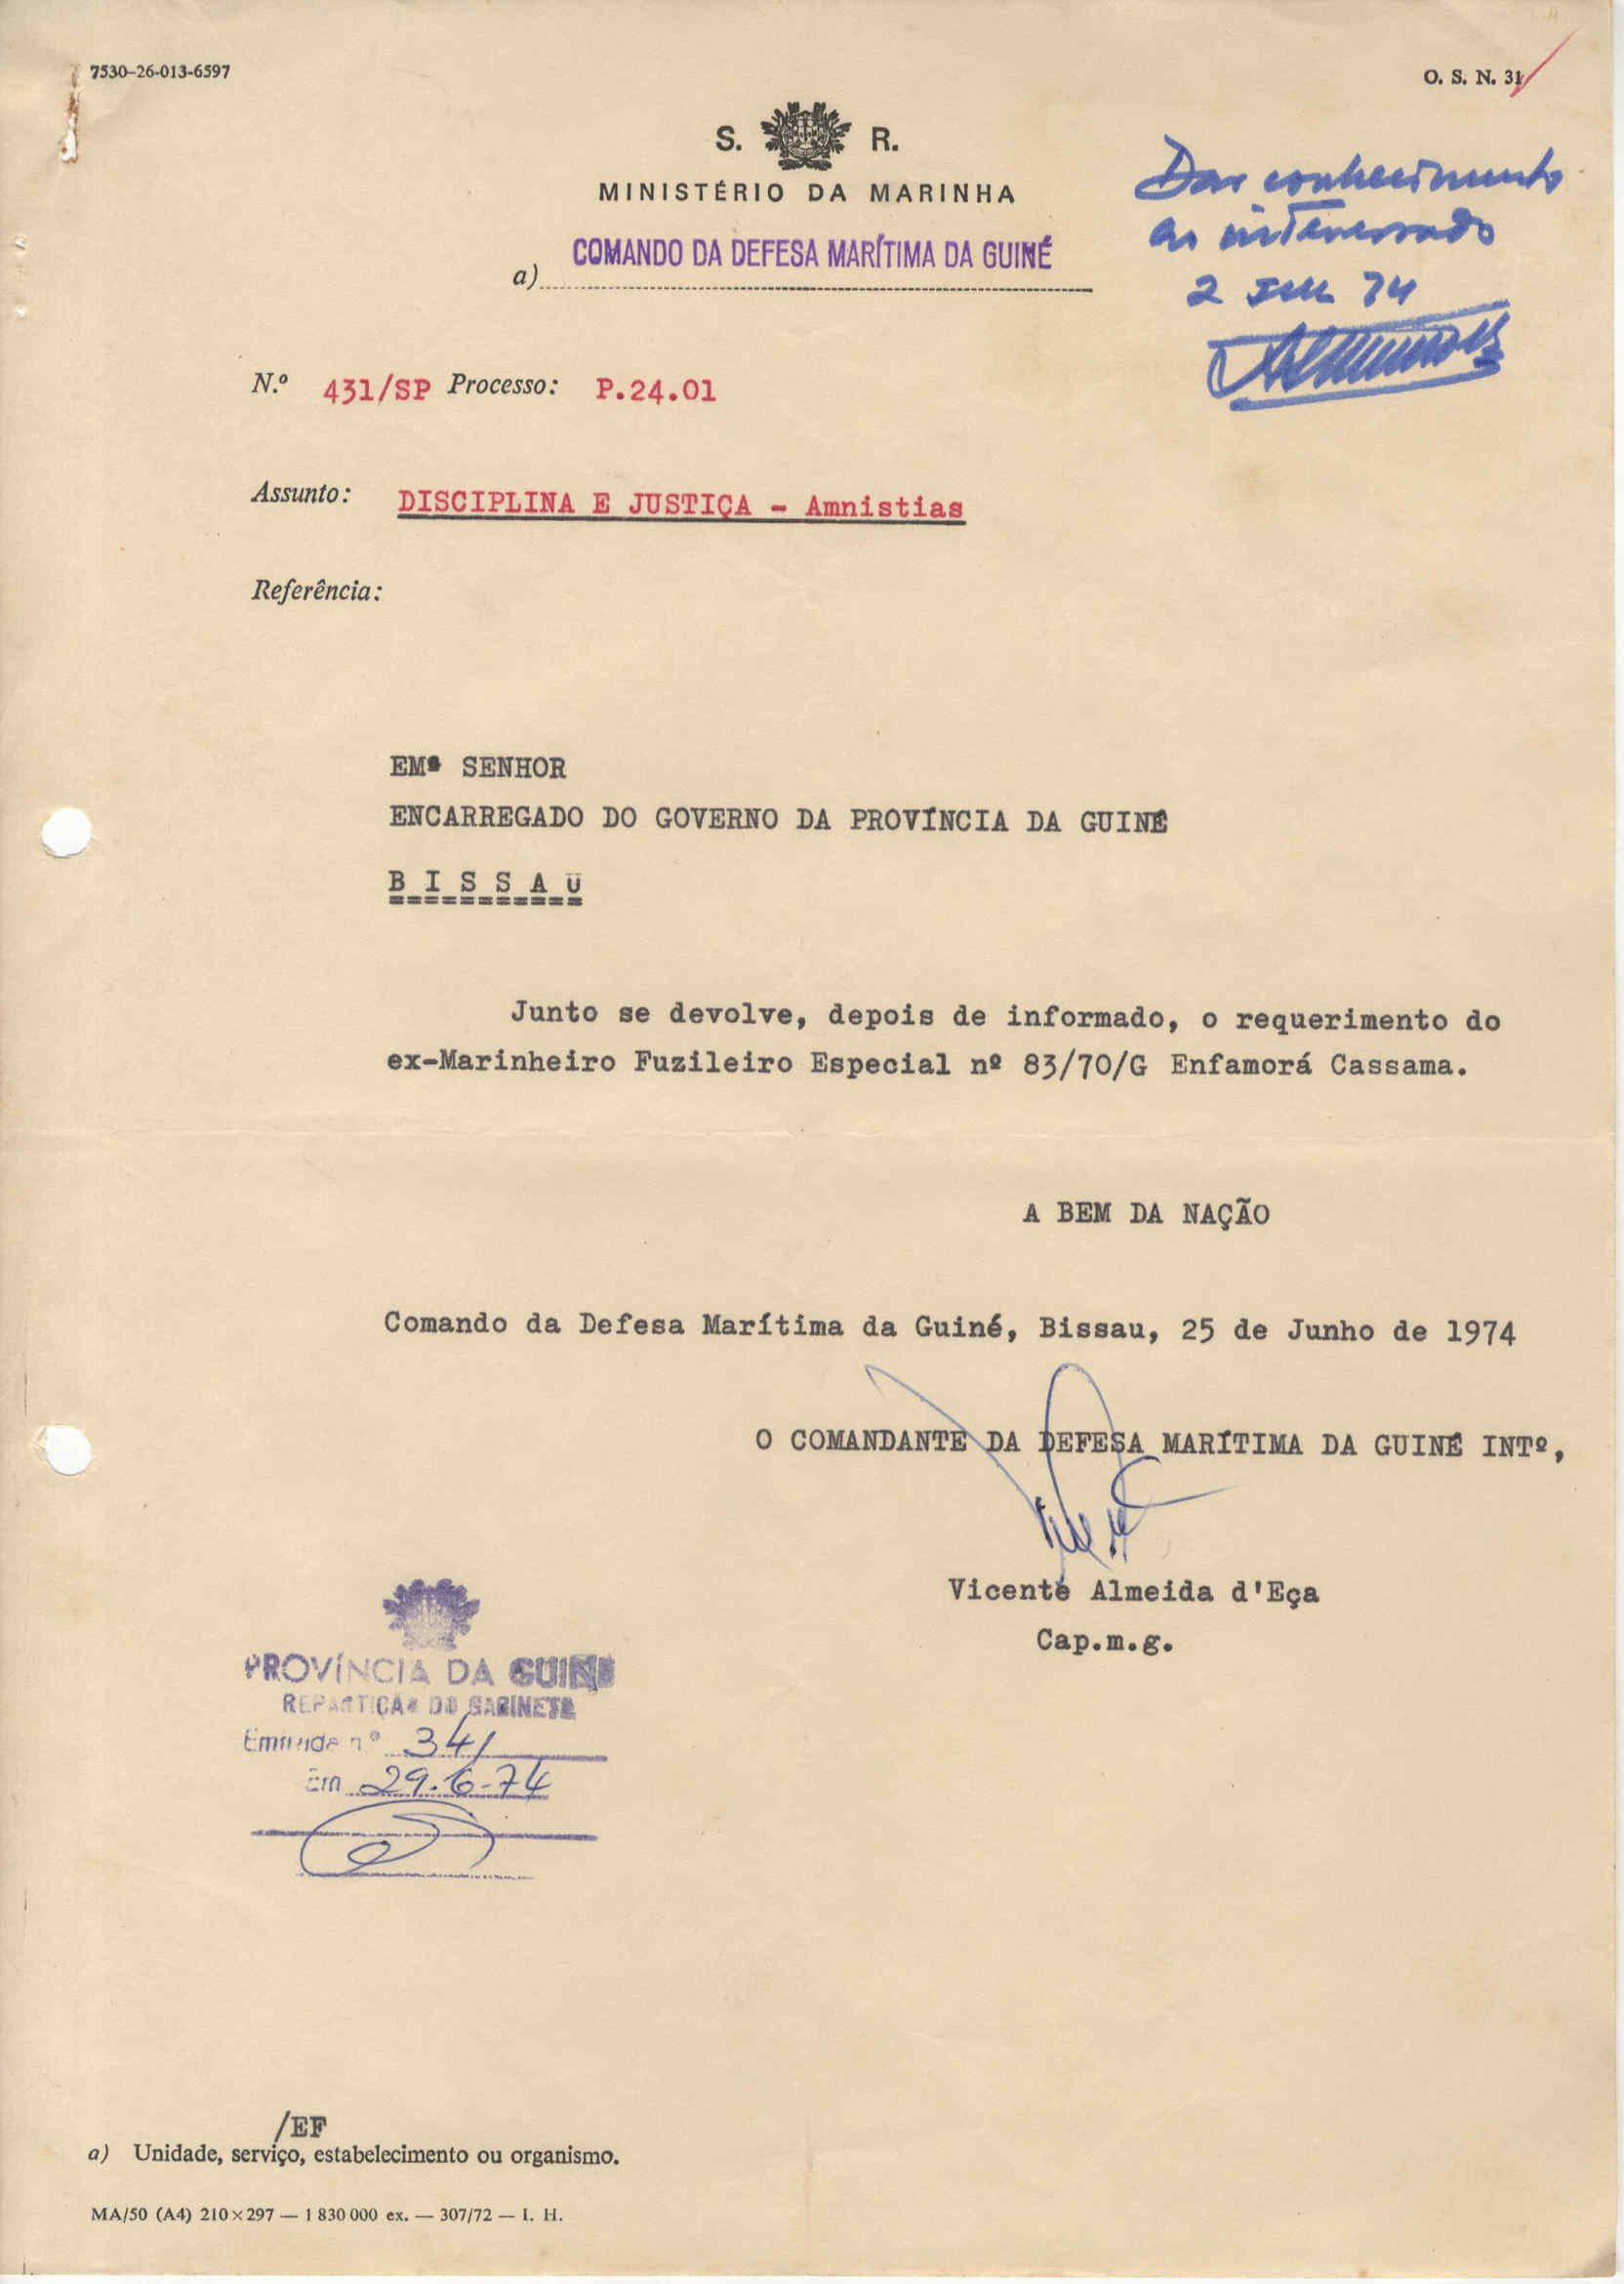 7530-26-013-6597
O. S. N. 31
S. R.
MINISTÉRIO DA MARINHA
a) COMANDO DA DEFESA MARÍTIMA DA GUINÉ
Dar conhecimento
ao interessado
2 74
N.º 431/SP Processo: P.24.01
Assunto: DISCIPLINA E JUSTIÇA - Amnistias
Referência:
SENHOR
ENCARREGADO DO GOVERNO DA PROVÍNCIA DA GUINÉ
B I S S A U
Junto se devolve, depois de informado, o requerimento do
ex-Marinheiro Fuzileiro Especial nº 83/70/G Enfamorá Cassama.
A BEM DA NAÇÃO
Comando da Defesa Marítima da Guiné, Bissau, 25 de Junho de 1974
O COMANDANTE DA DEFESA MARÍTIMA DA GUINÉ INTº,
Vicente Almeida d'Eça
Cap.m.g.
PROVÍNCIA DA GUINÉ
REPARTIÇÃO DO GABINETE
Entrada n.º 341
Em 29-6-74
/EF
a) Unidade, serviço, estabelecimento ou organismo.
MA/50 (A4) 210×297 — 1 830 000 ex. — 307/72 — I. H.